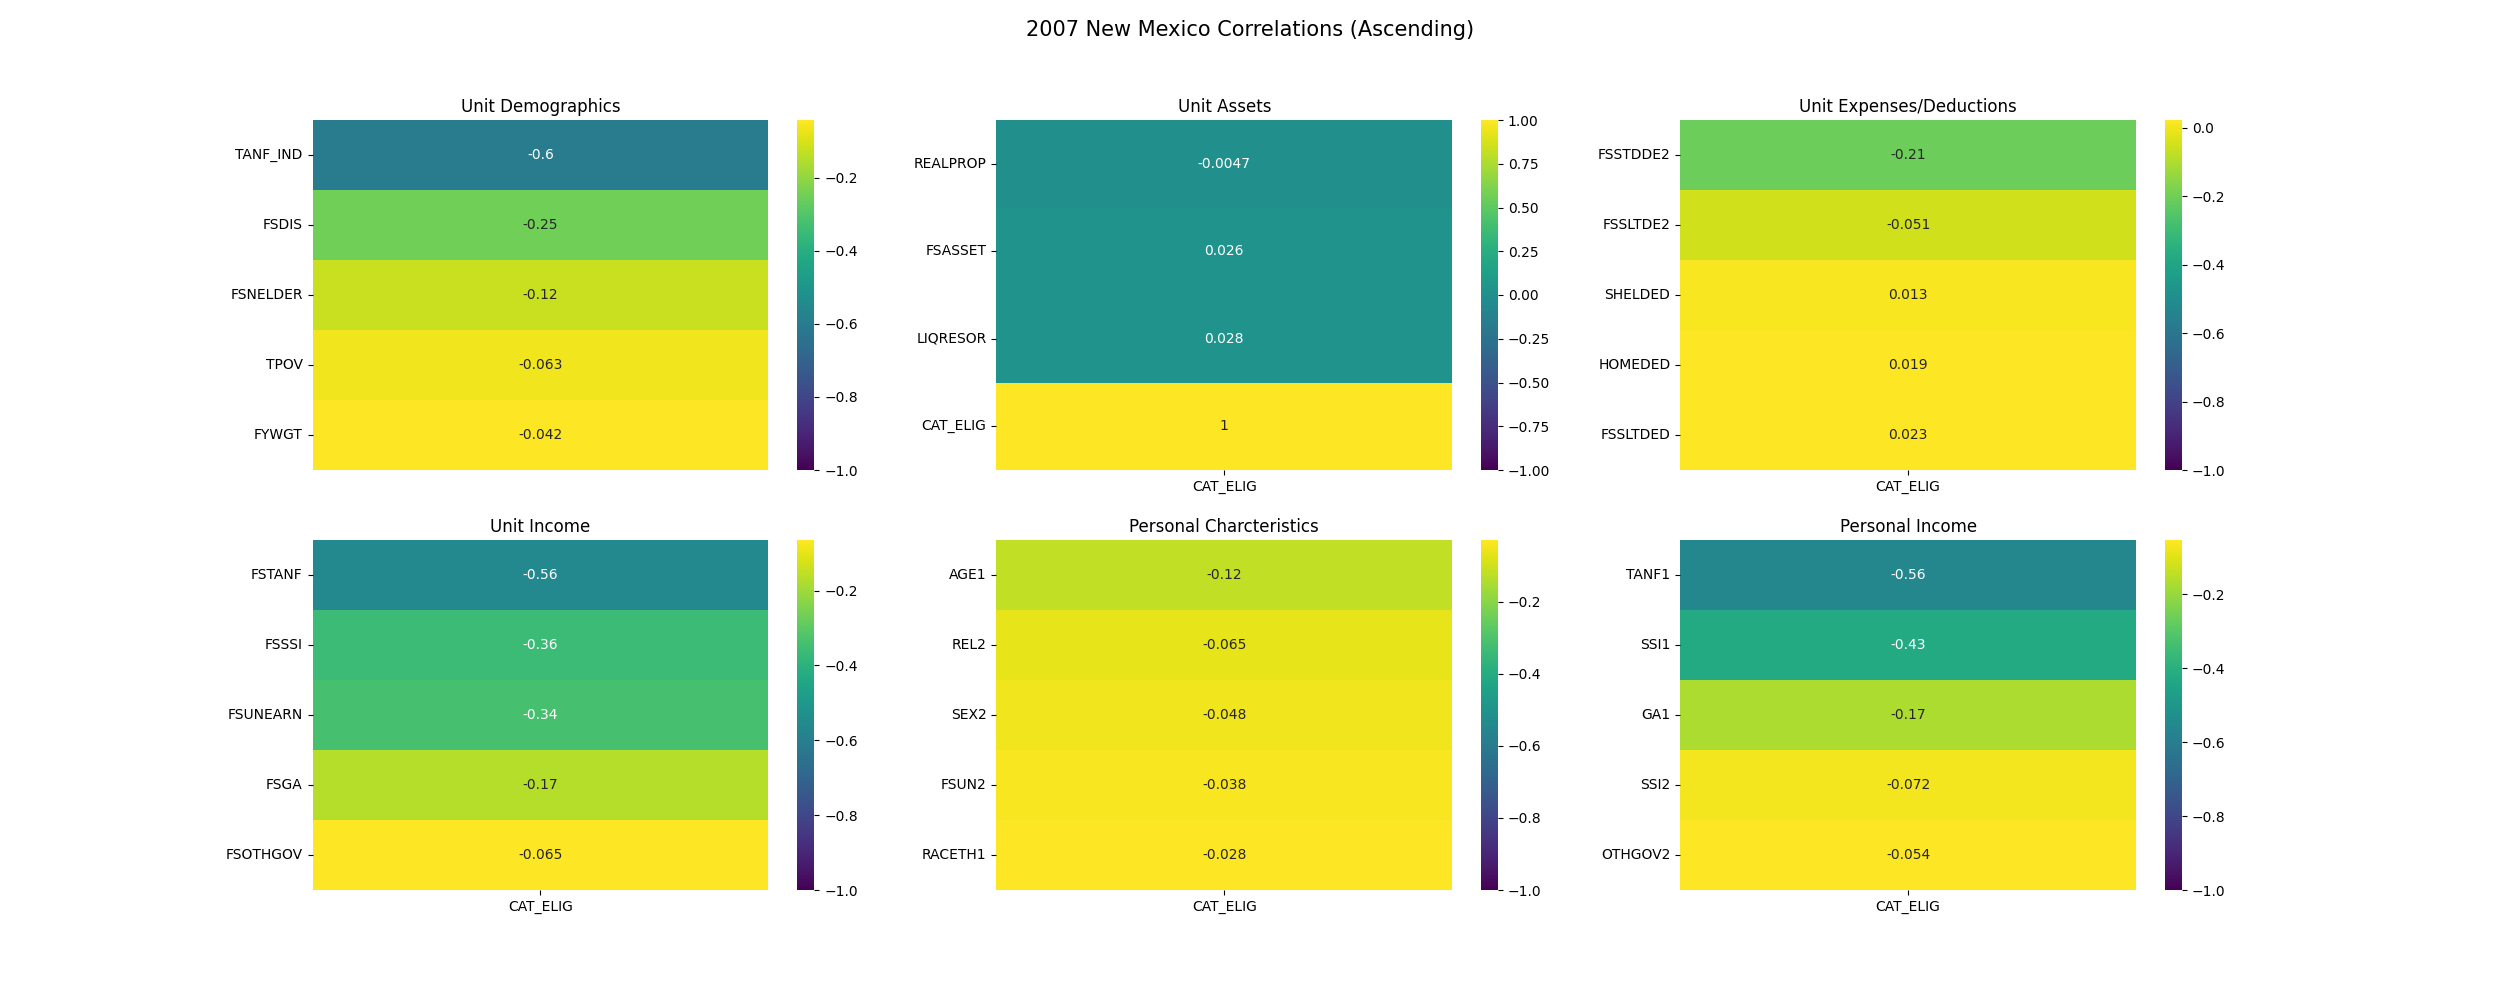 2007 New Mexico Correlations (Ascending)
Unit Demographics
TANF_IND
FSDIS
FSNELDER
TPOV
FYWGT
-0.6
-0.25
-0.12
-0.063
-0.042
−0.2
−0.4
−0.6
−0.8
−1.0
Unit Assets
REALPROP
FSASSET
LIQRESOR
CAT_ELIG
-0.0047
0.026
0.028
1
CAT_ELIG
1.00
0.75
0.50
0.25
0.00
−0.25
−0.50
−0.75
−1.00
Unit Expenses/Deductions
FSSTDDE2
FSSLTDE2
SHELDED
HOMEDED
FSSLTDED
-0.21
-0.051
0.013
0.019
0.023
CAT_ELIG
0.0
−0.2
−0.4
−0.6
−0.8
−1.0
Unit Income
FSTANF
FSSSI
FSUNEARN
FSGA
FSOTHGOV
-0.56
-0.36
-0.34
-0.17
-0.065
CAT_ELIG
−0.2
−0.4
−0.6
−0.8
−1.0
Personal Charcteristics
AGE1
REL2
SEX2
FSUN2
RACETH1
-0.12
-0.065
-0.048
-0.038
-0.028
CAT_ELIG
−0.2
−0.4
−0.6
−0.8
−1.0
Personal Income
TANF1
SSI1
GA1
SSI2
OTHGOV2
-0.56
-0.43
-0.17
-0.072
-0.054
CAT_ELIG
−0.2
−0.4
−0.6
−0.8
−1.0